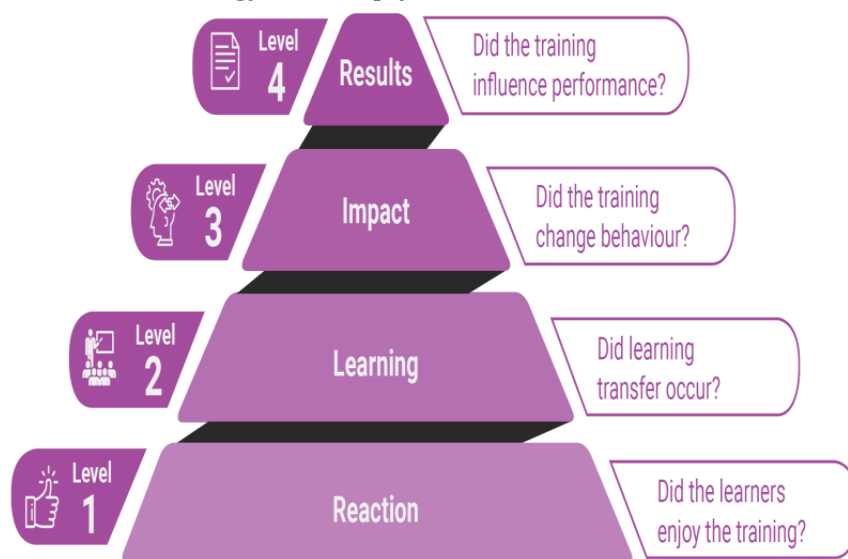 Level
4
Results
Did the training
influence performance?
Level
3
Impact
Did the training
change behaviour?
Level
2
Learning
Did learning
transfer occur?
Level
1
Reaction
Did the learners
enjoy the training?